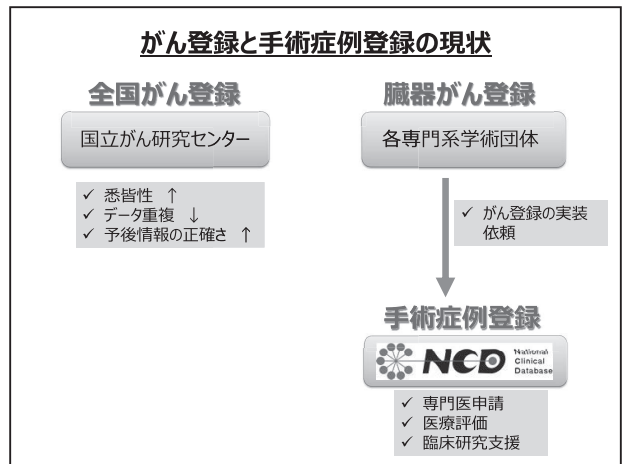 がん登録と手術症例登録の現状
全国がん登録
国立がん研究センター
✓ 悉皆性 ↑
✓ データ重複 ↓
✓ 予後情報の正確さ ↑
臓器がん登録
各専門系学術団体
✓ がん登録の実装
依頼
手術症例登録
NCD
National
Clinical
Database
✓ 専門医申請
✓ 医療評価
✓ 臨床研究支援